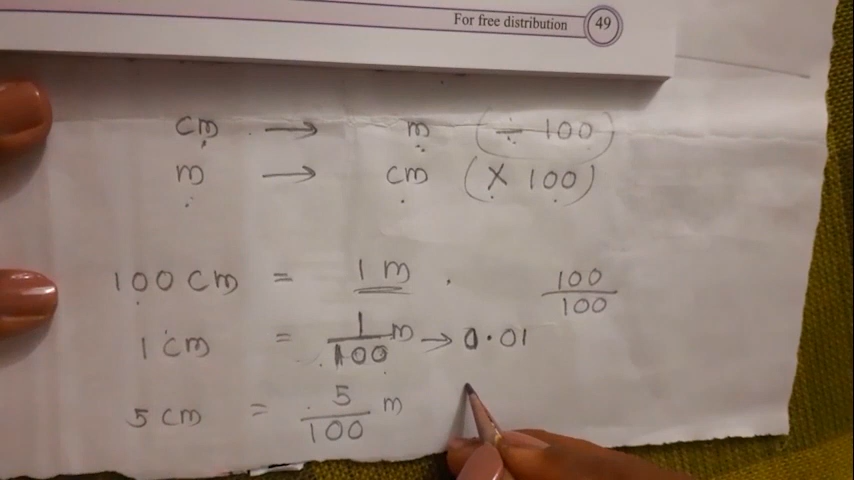 For free distribution 49
cm → m (÷ 100)
m → cm (× 100)
100 cm = 1 m . 100/100
1 cm = 1/100 m → 0.01
5 cm = 5/100 m